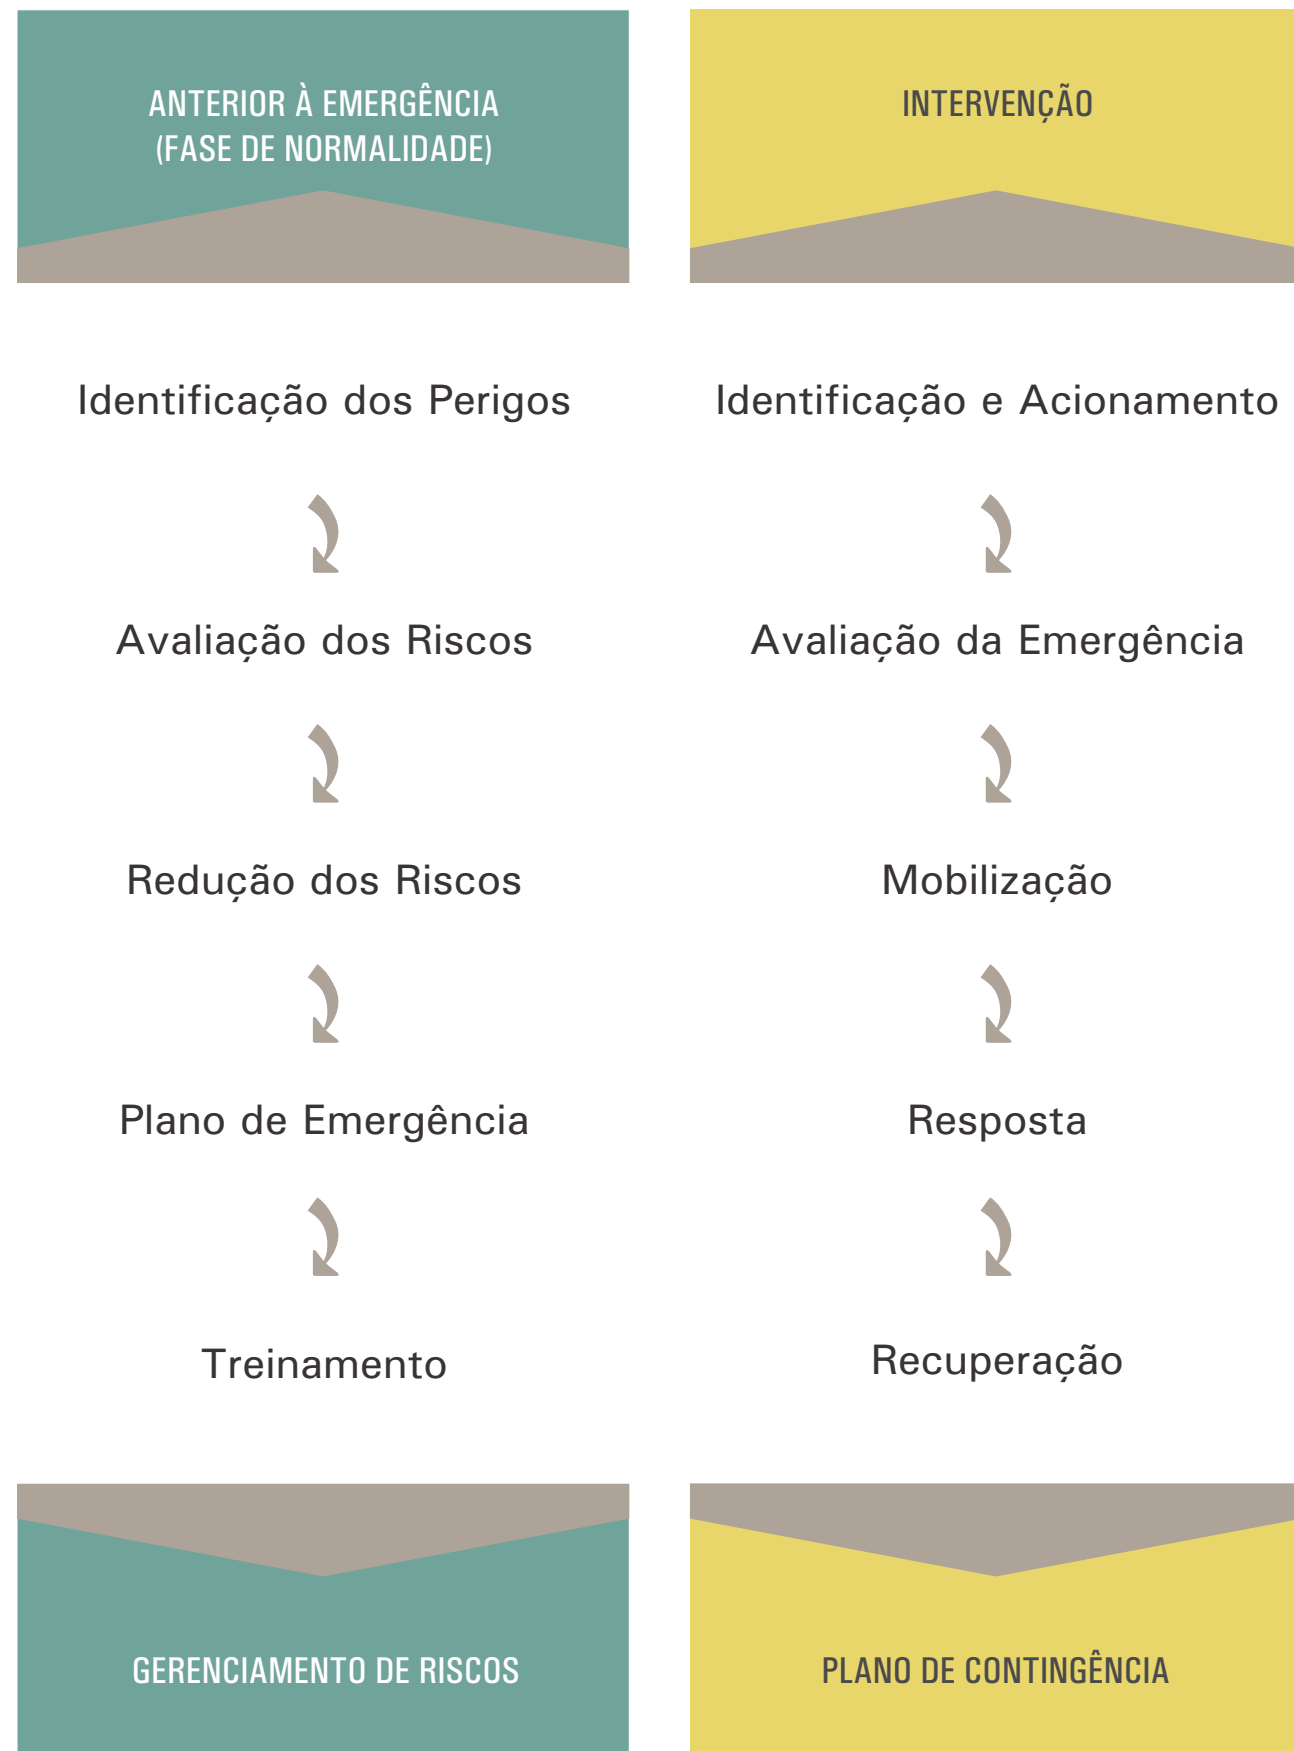 ANTERIOR À EMERGÊNCIA
(FASE DE NORMALIDADE)
Identificação dos Perigos
Avaliação dos Riscos
Redução dos Riscos
Plano de Emergência
Treinamento
GERENCIAMENTO DE RISCOS
INTERVENÇÃO
Identificação e Acionamento
Avaliação da Emergência
Mobilização
Resposta
Recuperação
PLANO DE CONTINGÊNCIA